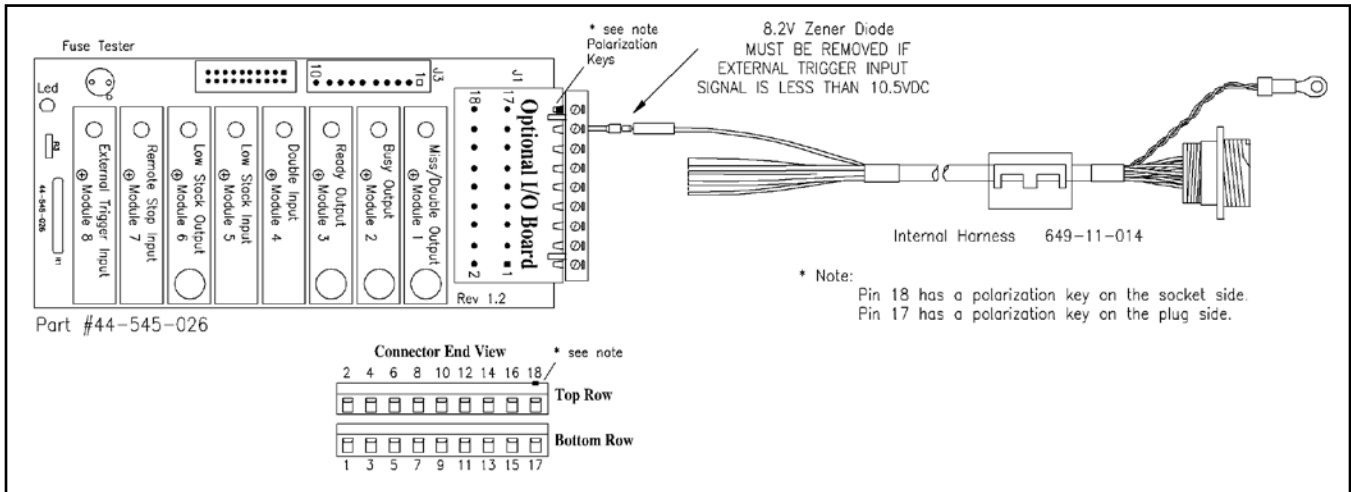 Fuse Tester
Led
R3
44-545-026
R1
10
1
J3
J1
* see note
Polarization
Keys
8.2V Zener Diode
MUST BE REMOVED IF
EXTERNAL TRIGGER INPUT
SIGNAL IS LESS THAN 10.5VDC
External Trigger Input
Module 8
Remote Stop Input
Module 7
Low Stock Output
Module 6
Low Stock Input
Module 5
Double Input
Module 4
Ready Output
Module 3
Busy Output
Module 2
Miss/Double Output
Module 1
18
17
2
1
Optional I/O Board
Rev 1.2
Part #44-545-026
Internal Harness 649-11-014
* Note:
Pin 18 has a polarization key on the socket side.
Pin 17 has a polarization key on the plug side.
Connector End View
* see note
2 4 6 8 10 12 14 16 18
Top Row
Bottom Row
1 3 5 7 9 11 13 15 17